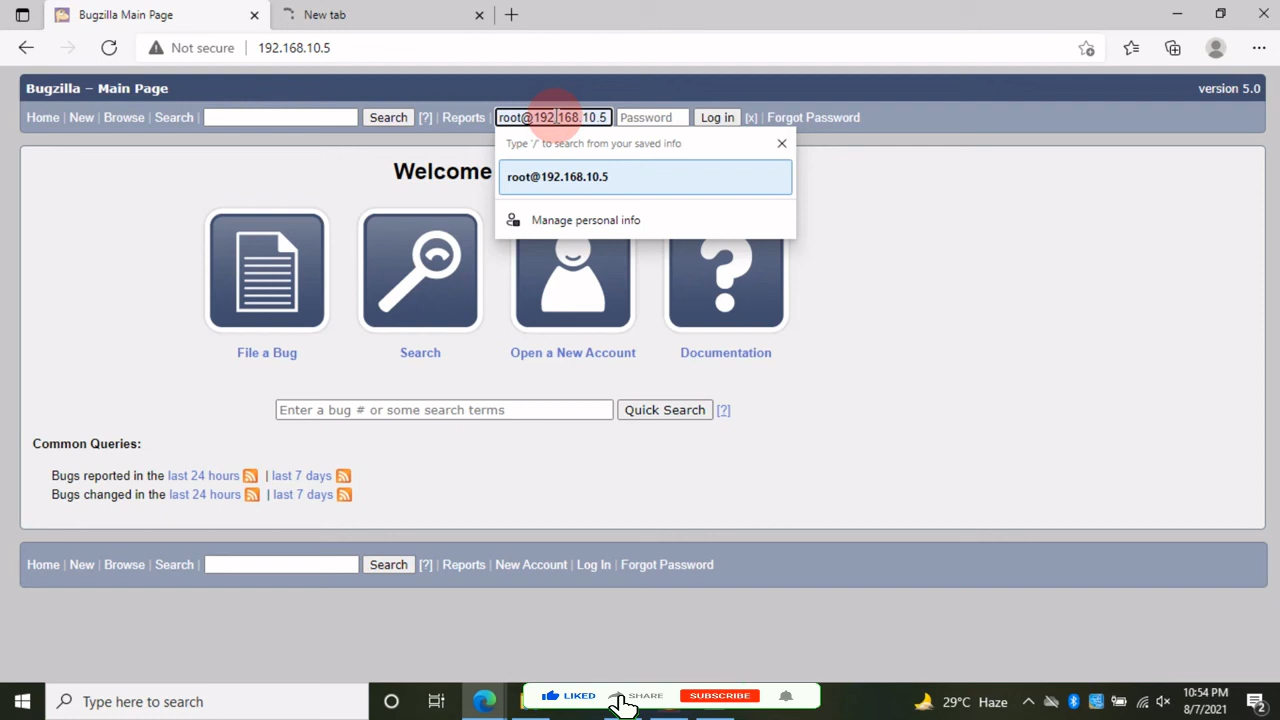 Bugzilla Main Page
New tab
Not secure | 192.168.10.5
Bugzilla – Main Page
version 5.0
Home | New | Browse | Search | Search [?] | Reports | root@192.168.10.5 Password Log in [x] | Forgot Password
Type '/' to search from your saved info
root@192.168.10.5
Manage personal info
Welcome
File a Bug
Search
Open a New Account
Documentation
Enter a bug # or some search terms Quick Search [?]
Common Queries:
Bugs reported in the last 24 hours | last 7 days
Bugs changed in the last 24 hours | last 7 days
Home | New | Browse | Search | Search [?] | Reports | New Account | Log In | Forgot Password
Type here to search
LIKED SHARE SUBSCRIBE
29°C Haze
10:54 PM
8/7/2021
2